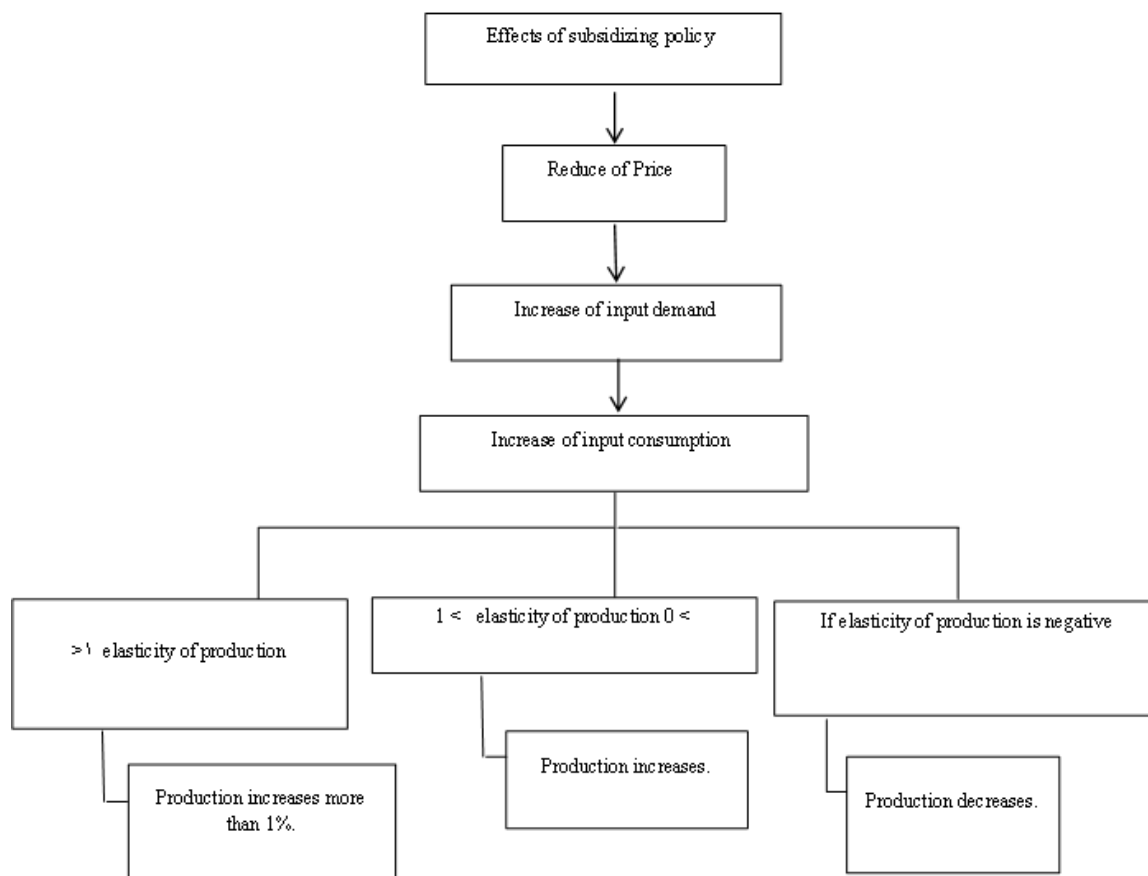 Effects of subsidizing policy
Reduce of Price
Increase of input demand
Increase of input consumption
>۱ elasticity of production
1 < elasticity of production 0 <
If elasticity of production is negative
Production increases more
than 1%.
Production increases.
Production decreases.